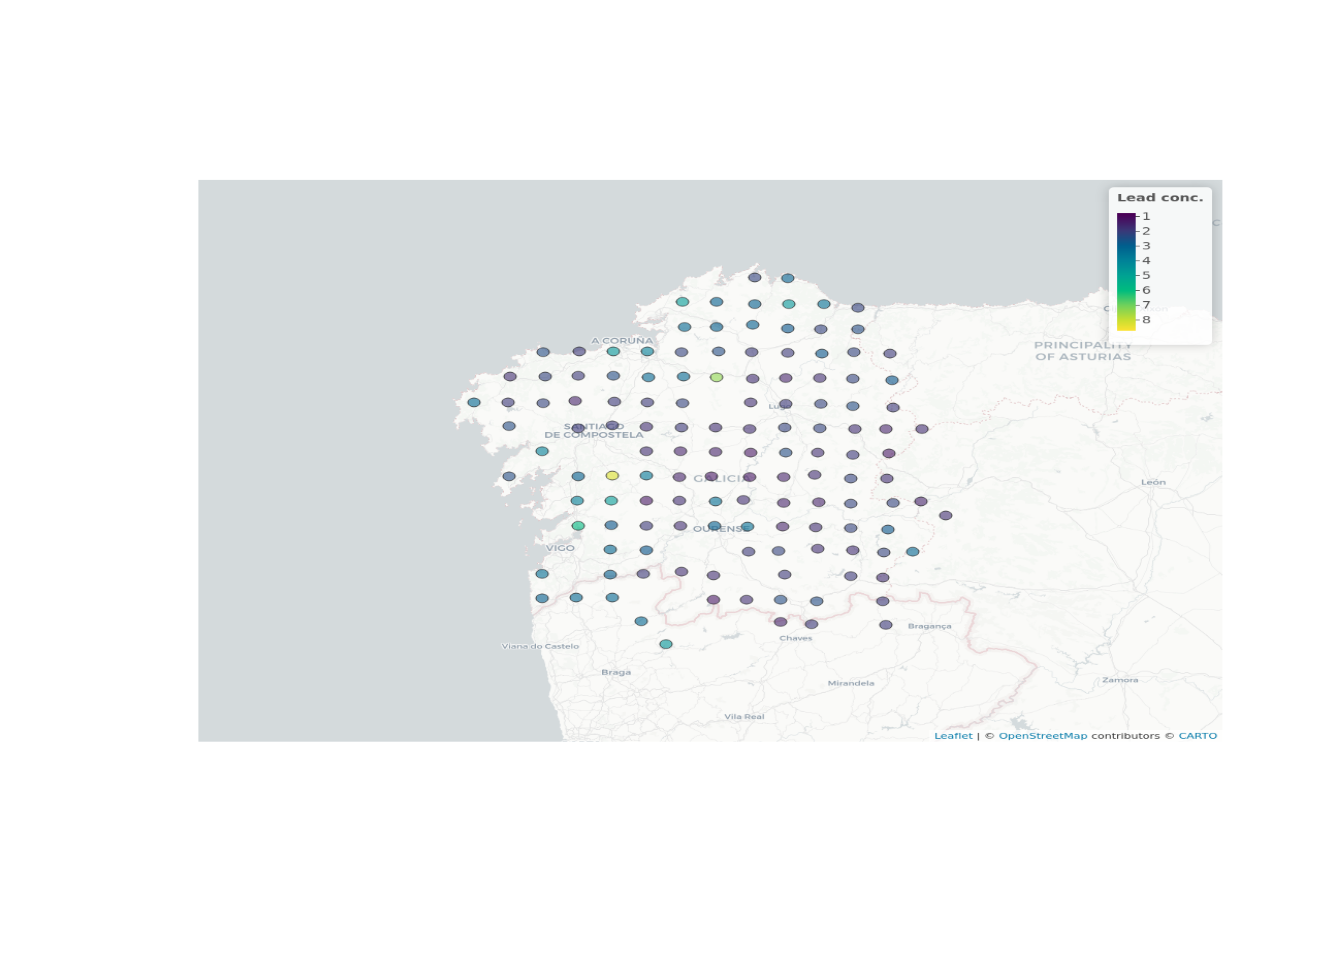 Lead conc.
1
2
3
4
5
6
7
8
A CORUÑA
PRINCIPALITY
OF ASTURIAS
Lugo
SANTIAGO
DE COMPOSTELA
GALICIA
León
OURENSE
VIGO
Bragança
Chaves
Viana do Castelo
Braga
Zamora
Mirandela
Vila Real
Leaflet | © OpenStreetMap contributors © CARTO